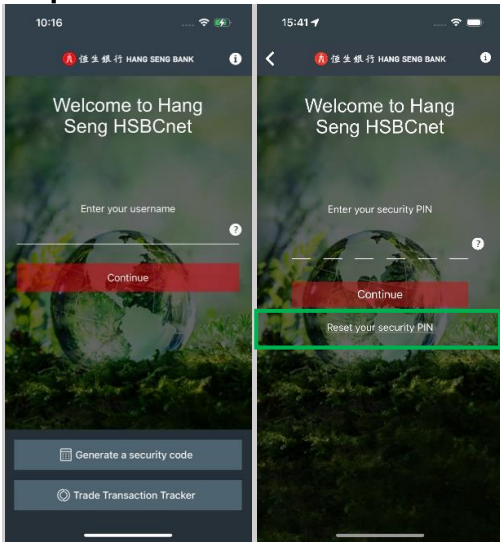 10:16
恒生銀行 HANG SENG BANK
Welcome to Hang
Seng HSBCnet
Enter your username
?
Continue
Generate a security code
Trade Transaction Tracker
15:41
恒生銀行 HANG SENG BANK
Welcome to Hang
Seng HSBCnet
Enter your security PIN
?
Continue
Reset your security PIN